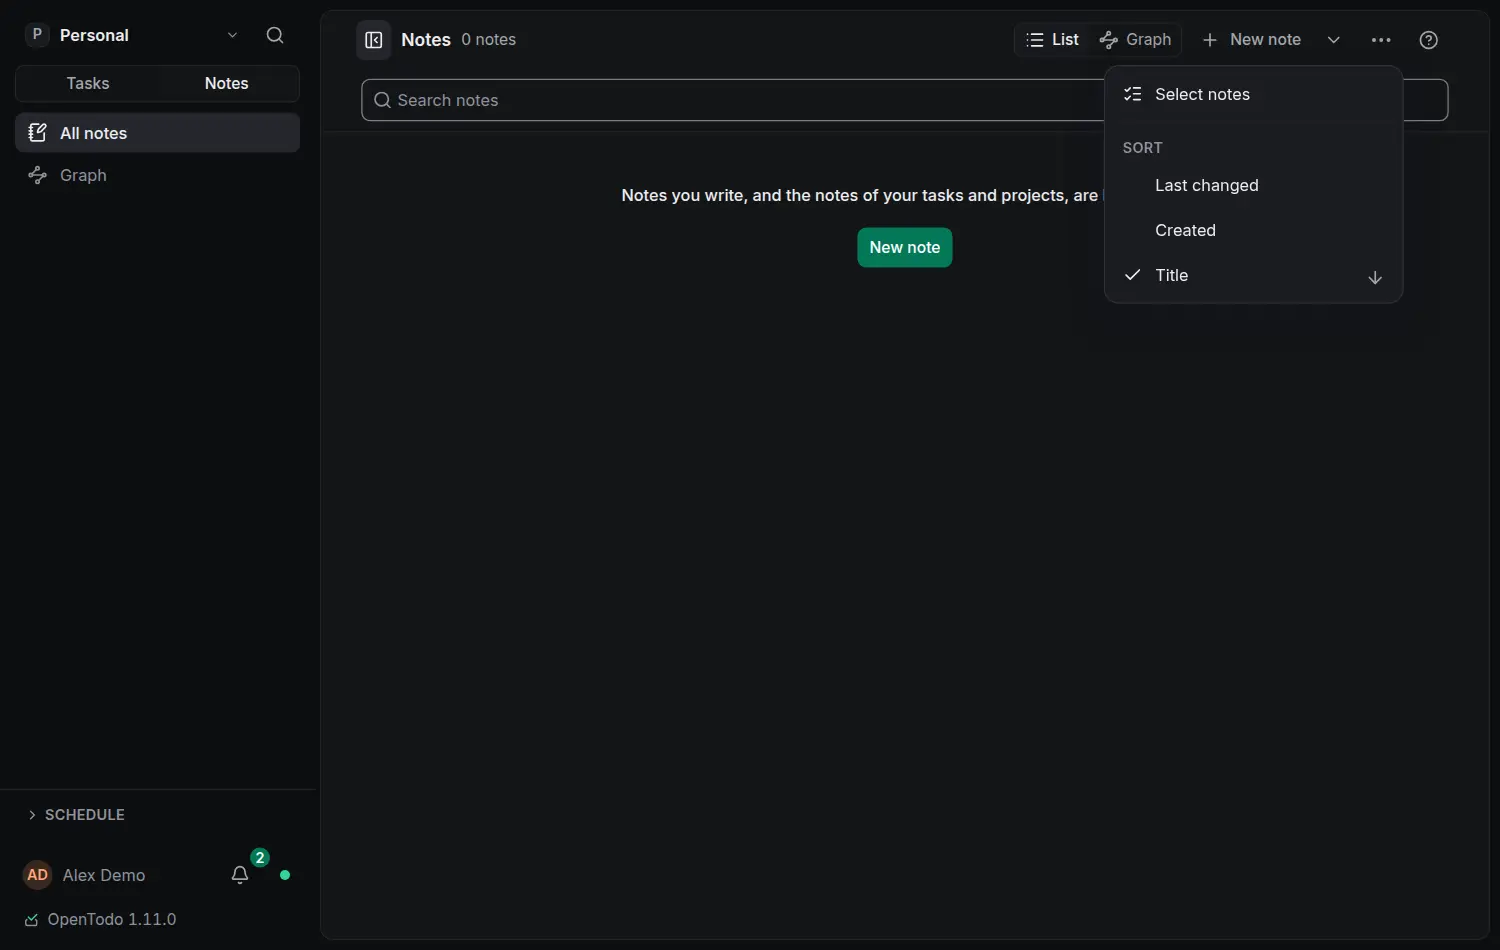 P Personal
Tasks Notes
All notes
Graph
Notes 0 notes
List Graph New note
Search notes
Select notes
SORT
Last changed
Created
Title
Notes you write, and the notes of your tasks and projects, are
New note
SCHEDULE
AD Alex Demo 2
OpenTodo 1.11.0